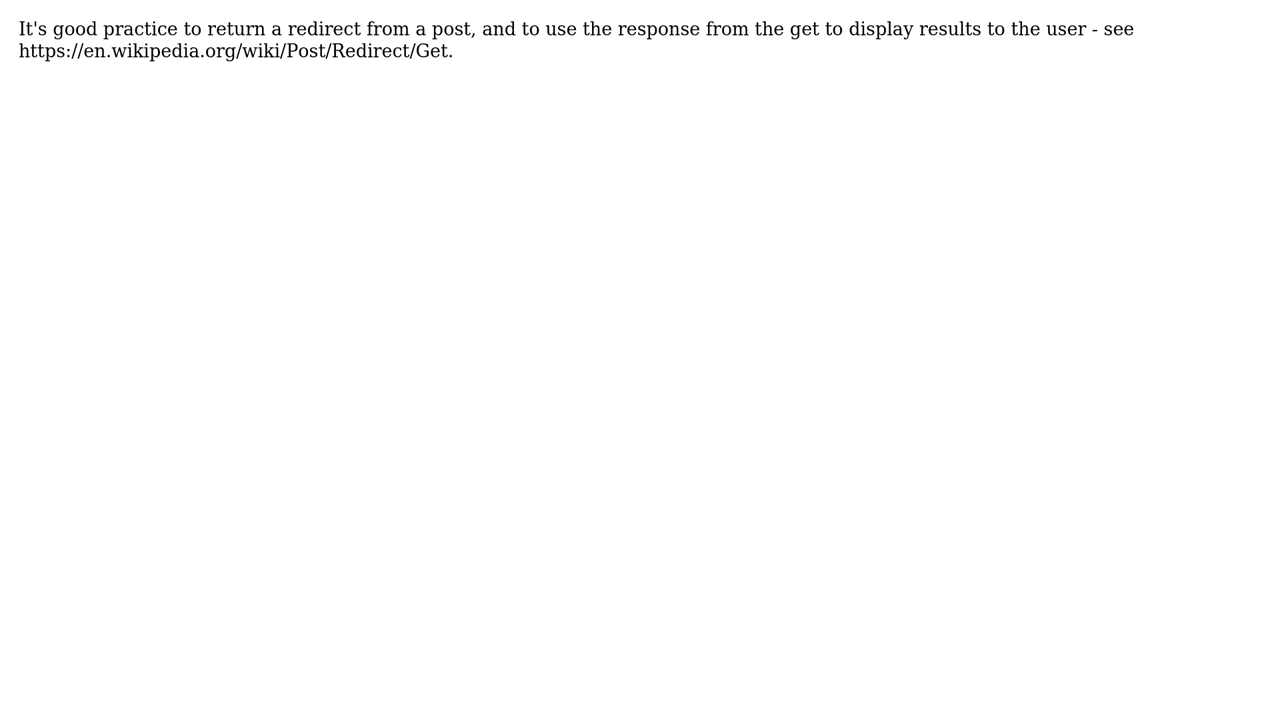 It's good practice to return a redirect from a post, and to use the response from the get to display results to the user - see
https://en.wikipedia.org/wiki/Post/Redirect/Get.